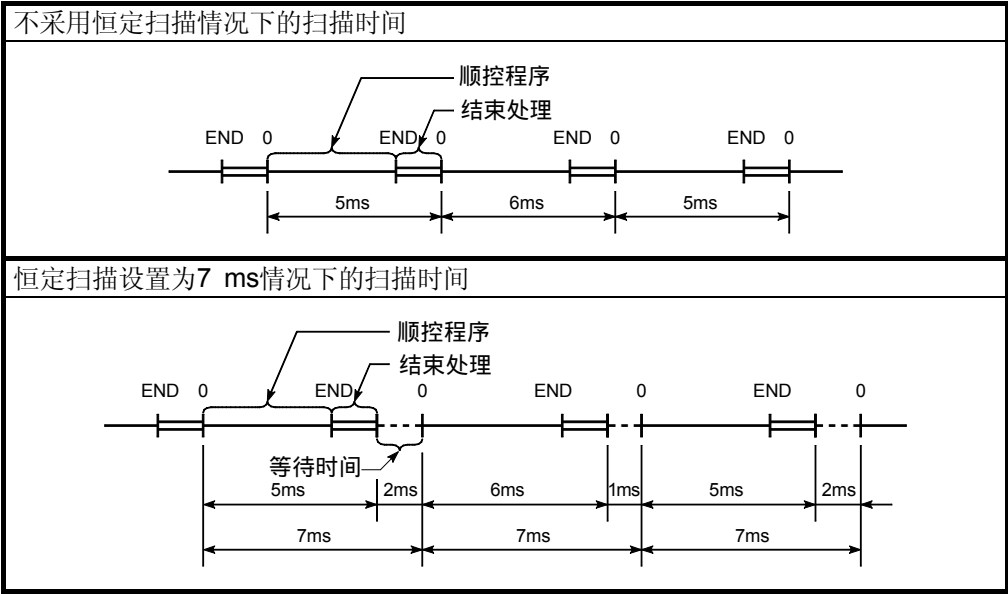 不采用恒定扫描情况下的扫描时间
顺控程序
结束处理
END 0 END 0 END 0 END 0
5ms 6ms 5ms
恒定扫描设置为7 ms情况下的扫描时间
顺控程序
结束处理
END 0 END 0 END 0 END 0
等待时间
5ms 2ms 6ms 1ms 5ms 2ms
7ms 7ms 7ms